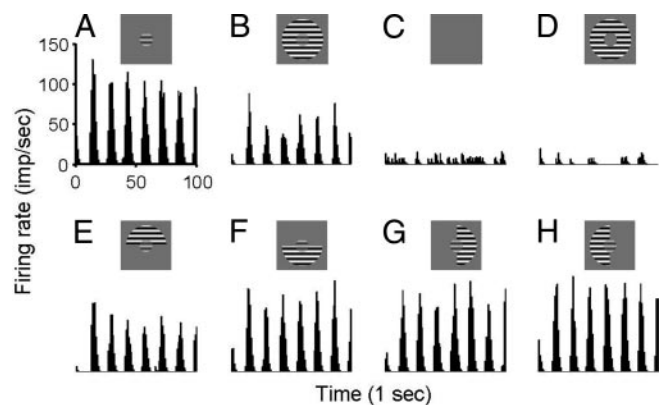 A B C D
Firing rate (imp/sec)
150
100
50
0
0 50 100
E F G H
Time (1 sec)